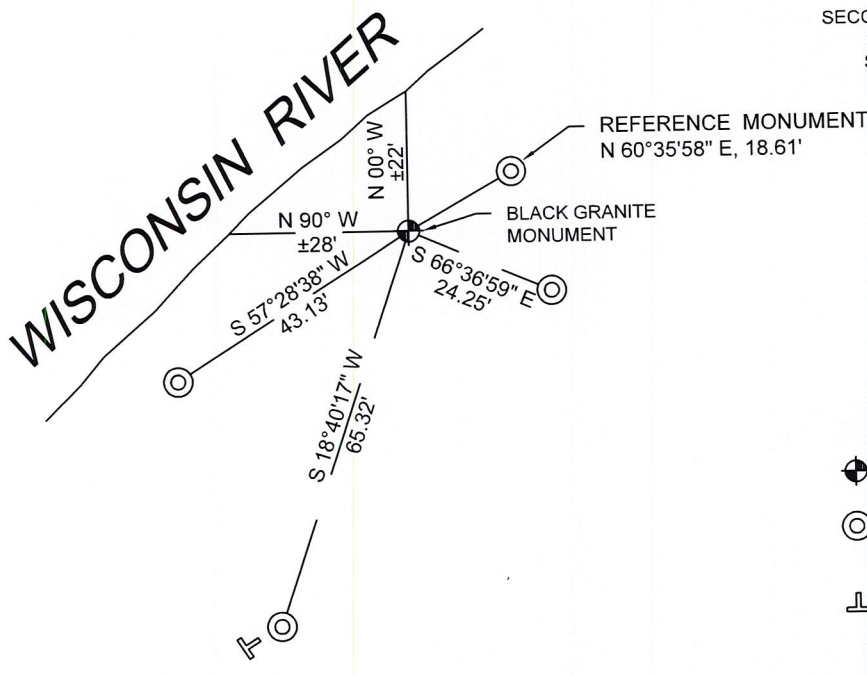 SECO
WISCONSIN RIVER
REFERENCE MONUMENT
N 60°35'58" E, 18.61'
N 00° W
±22'
BLACK GRANITE
MONUMENT
N 90° W
±28'
S 66°36'59" E
24.25'
S 57°28'38" W
43.13'
S 18°40'17" W
65.32'